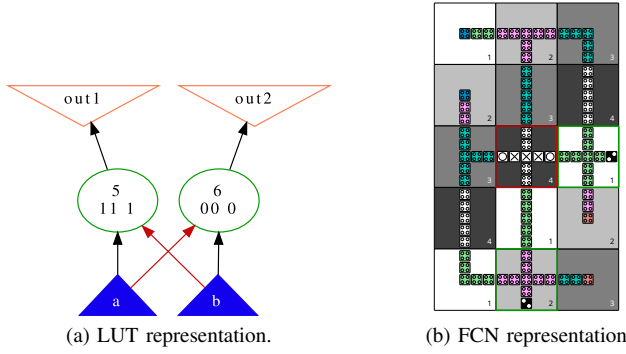 out1 out2
5 6
11 1 00 0
a b
(a) LUT representation.
1 2 3
2 3 4
3 4 1
4 1 2
1 2 3
(b) FCN representation